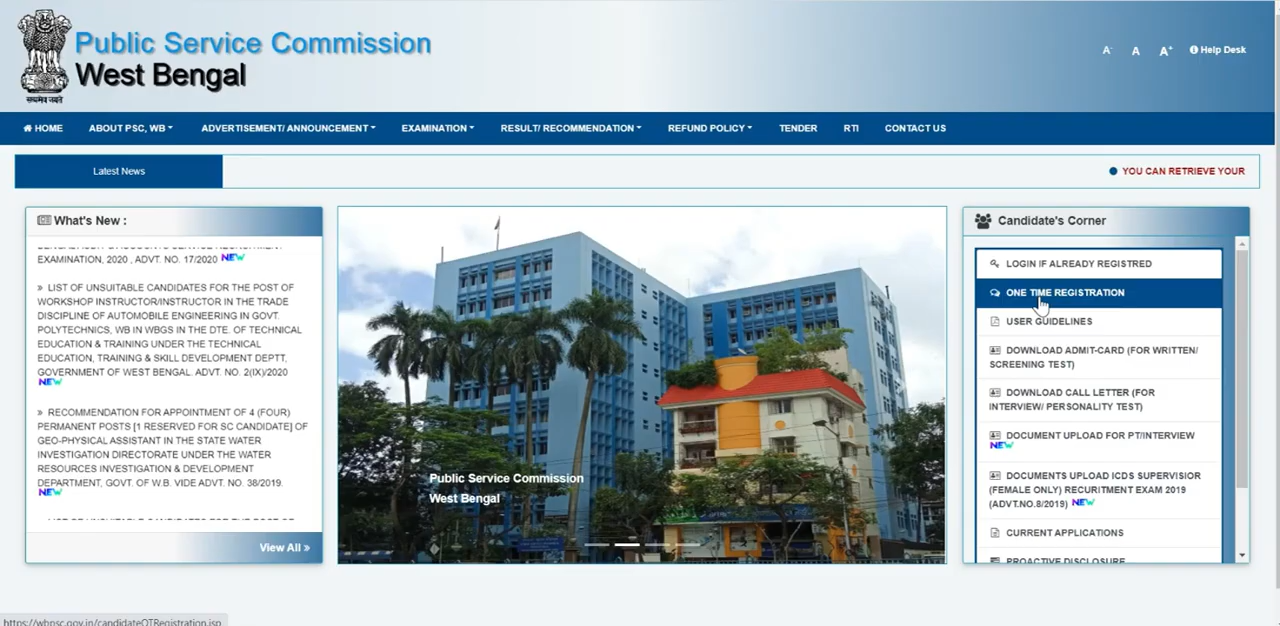 Public Service Commission
West Bengal
सत्यमेव जयते
A-
A
A+
Help Desk
HOME
ABOUT PSC, WB
ADVERTISEMENT/ ANNOUNCEMENT
EXAMINATION
RESULT/ RECOMMENDATION
REFUND POLICY
TENDER
RTI
CONTACT US
Latest News
YOU CAN RETRIEVE YOUR
What's New :
EXAMINATION, 2020 , ADVT. NO. 17/2020 NEW
» LIST OF UNSUITABLE CANDIDATES FOR THE POST OF
WORKSHOP INSTRUCTOR/INSTRUCTOR IN THE TRADE
DISCIPLINE OF AUTOMOBILE ENGINEERING IN GOVT.
POLYTECHNICS, WB IN WBGS IN THE DTE. OF TECHNICAL
EDUCATION & TRAINING UNDER THE TECHNICAL
EDUCATION, TRAINING & SKILL DEVELOPMENT DEPTT,
GOVERNMENT OF WEST BENGAL. ADVT. NO. 2(IX)/2020
NEW
» RECOMMENDATION FOR APPOINTMENT OF 4 (FOUR)
PERMANENT POSTS [1 RESERVED FOR SC CANDIDATE] OF
GEO-PHYSICAL ASSISTANT IN THE STATE WATER
INVESTIGATION DIRECTORATE UNDER THE WATER
RESOURCES INVESTIGATION & DEVELOPMENT
DEPARTMENT, GOVT. OF W.B. VIDE ADVT. NO. 38/2019.
NEW
View All »
Public Service Commission
West Bengal
Candidate's Corner
LOGIN IF ALREADY REGISTRED
ONE TIME REGISTRATION
USER GUIDELINES
DOWNLOAD ADMIT-CARD (FOR WRITTEN/
SCREENING TEST)
DOWNLOAD CALL LETTER (FOR
INTERVIEW/ PERSONALITY TEST)
DOCUMENT UPLOAD FOR PT/INTERVIEW
NEW
DOCUMENTS UPLOAD ICDS SUPERVISOR
(FEMALE ONLY) RECURITMENT EXAM 2019
(ADVT.NO.8/2019) NEW
CURRENT APPLICATIONS
PROACTIVE DISCLOSURE
https://wbpsc.gov.in/candidateOTRegistration.jsp